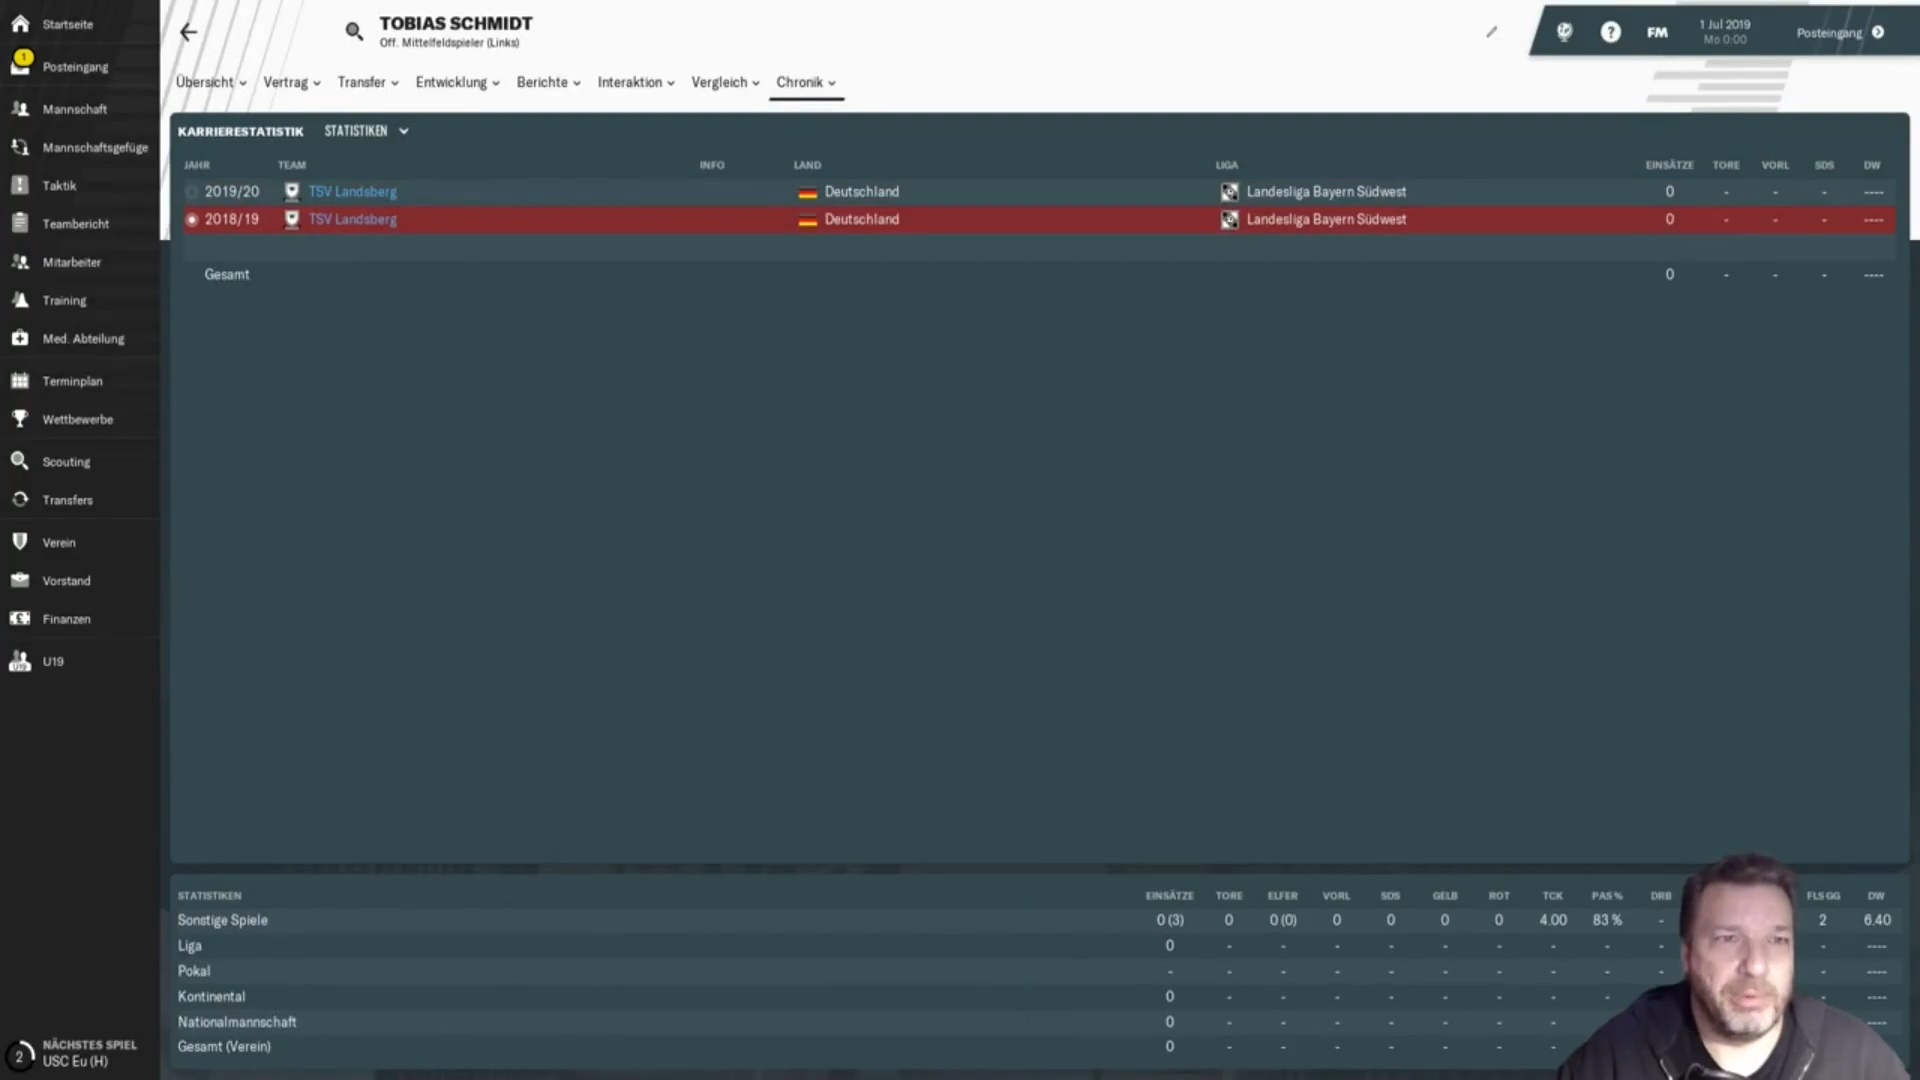 Startseite
1
Posteingang
Mannschaft
Mannschaftsgefüge
Taktik
Teambericht
Mitarbeiter
Training
Med. Abteilung
Terminplan
Wettbewerbe
Scouting
Transfers
Verein
Vorstand
Finanzen
U19
U19
2
NÄCHSTES SPIEL
USC Eu (H)
TOBIAS SCHMIDT
Off. Mittelfeldspieler (Links)
? FM 1 Jul 2019 Posteingang
Mo 0:00
Übersicht Vertrag Transfer Entwicklung Berichte Interaktion Vergleich Chronik
KARRIERESTATISTIK STATISTIKEN
JAHR TEAM INFO LAND LIGA EINSÄTZE TORE VORL SDS DW
2019/20 TSV Landsberg Deutschland Landesliga Bayern Südwest 0 - - - ----
2018/19 TSV Landsberg Deutschland Landesliga Bayern Südwest 0 - - - ----
Gesamt 0 - - - ----
STATISTIKEN EINSÄTZE TORE ELFER VORL SDS GELB ROT TCK PAS % DRB FLS GG DW
Sonstige Spiele 0 (3) 0 0 (0) 0 0 0 0 4.00 83 % - 2 6.40
Liga 0 - - - - - - - - - - ----
Pokal - - - - - - - - - - - ----
Kontinental 0 - - - - - - - - - ----
Nationalmannschaft 0 - - - - - - - - ----
Gesamt (Verein) 0 - - - - - - -